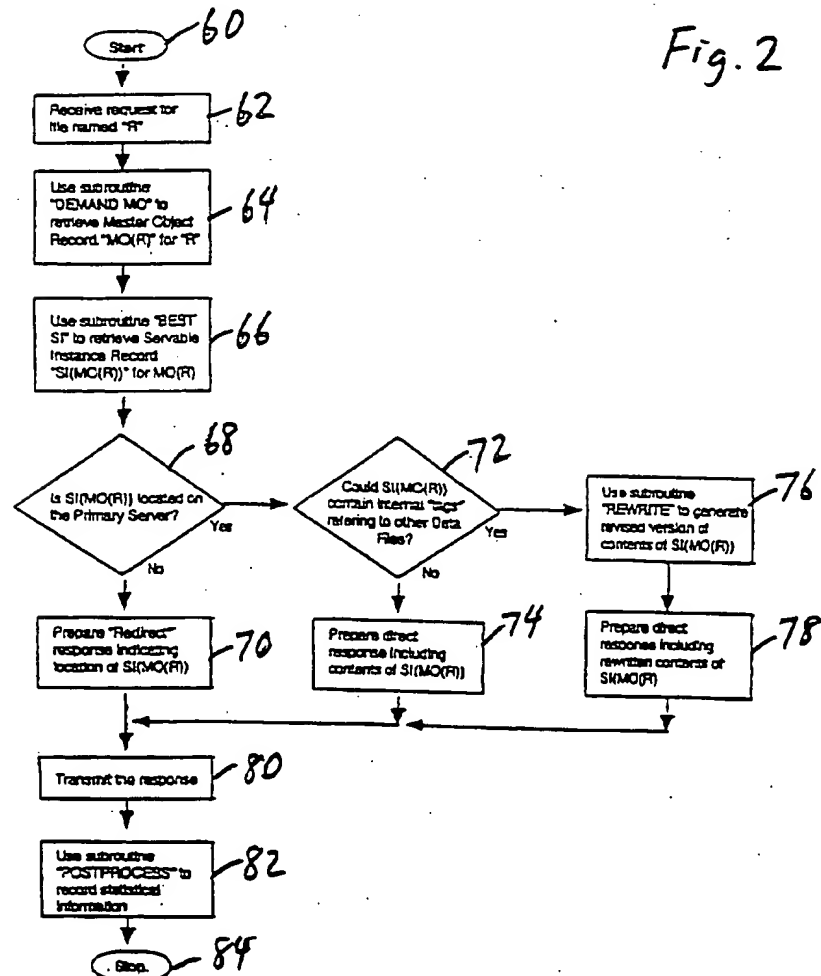 Fig. 2
Start
60
Receive request for
file named "R"
62
Use subroutine
"DEMAND MO" to
retrieve Master Object
Record "MO(R)" for "R"
64
Use subroutine "BEST
SI" to retrieve Servable
Instance Record
"SI(MO(R))" for MO(R)
66
Is SI(MO(R)) located on
the Primary Server?
68
Yes
No
Could SI(MO(R))
contain internal "tags"
refering to other Data
Files?
72
Yes
No
Use subroutine
"REWRITE" to generate
revised version of
contents of SI(MO(R))
76
Prepare "Redirect"
response indicating
location of SI(MO(R))
70
Prepare direct
response including
contents of SI(MO(R))
74
Prepare direct
response including
rewritten contents of
SI(MO(R)
78
Transmit the response
80
Use subroutine
"POSTPROCESS" to
record statistical
information
82
Stop
84